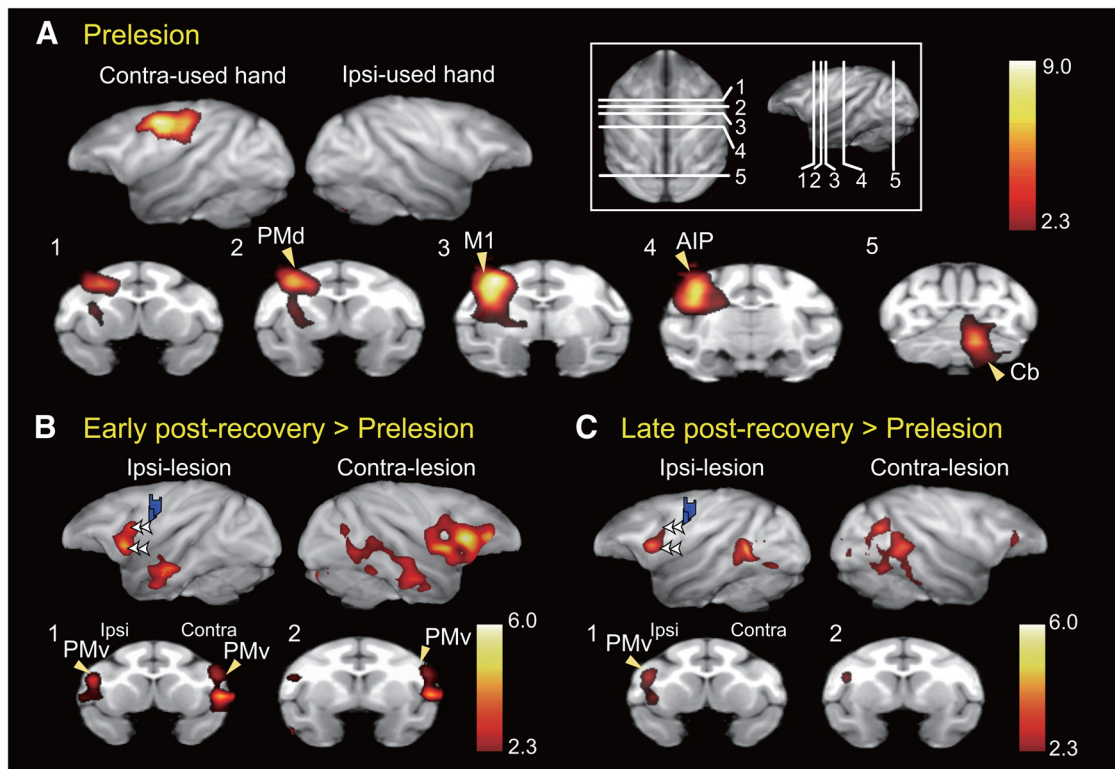 A Prelesion
Contra-used hand Ipsi-used hand
1
2
3
4
5
1 2 3 4 5
9.0
2.3
1 2 PMd 3 M1 4 AIP 5
Cb
B Early post-recovery > Prelesion
Ipsi-lesion Contra-lesion
1 Ipsi Contra 2
PMv PMv PMv
6.0
2.3
C Late post-recovery > Prelesion
Ipsi-lesion Contra-lesion
1 Ipsi Contra 2
PMv
6.0
2.3